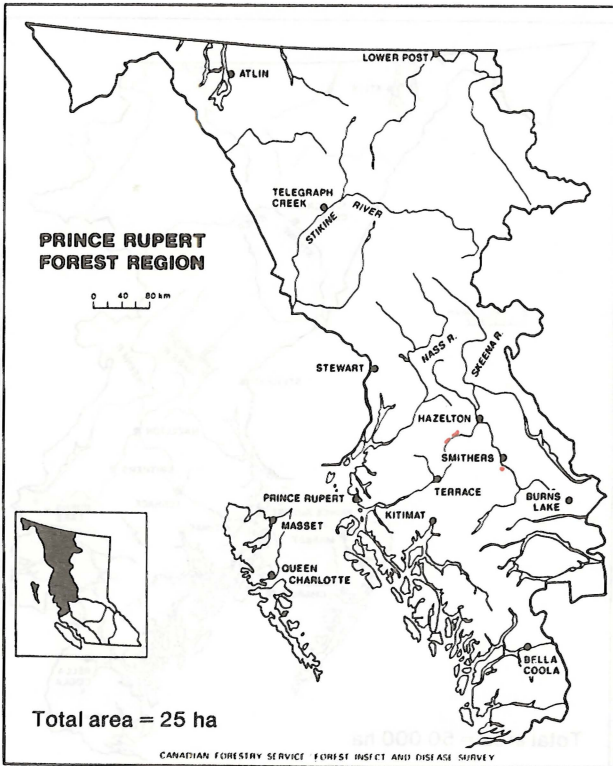 LOWER POST
ATLIN
TELEGRAPH
CREEK
STIKINE RIVER
PRINCE RUPERT
FOREST REGION
0 40 80 km
NASS R.
SKEENA R.
STEWART
HAZELTON
SMITHERS
TERRACE
PRINCE RUPERT
BURNS
LAKE
MASSET
KITIMAT
QUEEN
CHARLOTTE
BELLA
COOLA
Total area = 25 ha
CANADIAN FORESTRY SERVICE FOREST INSECT AND DISEASE SURVEY